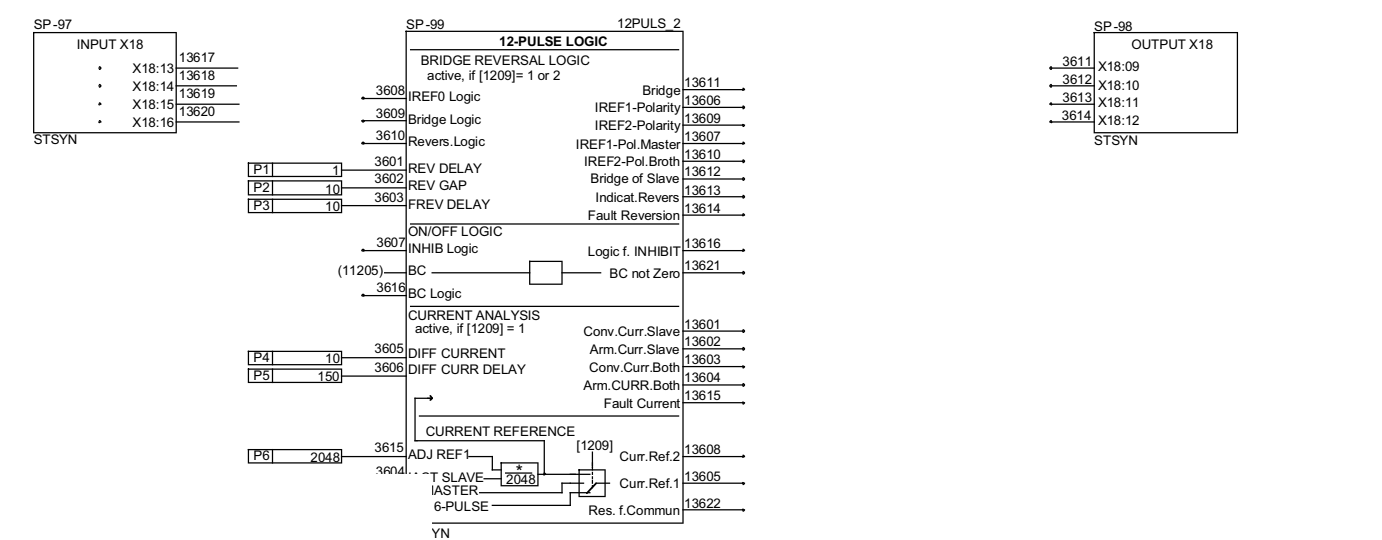 SP-97
INPUT X18
X18:13 13617
X18:14 13618
X18:15 13619
X18:16 13620
STSYN
SP-99 12PULS_2
12-PULSE LOGIC
BRIDGE REVERSAL LOGIC
active, if [1209]= 1 or 2
3608 IREF0 Logic
3609 Bridge Logic
3610 Revers.Logic
P1 1 3601 REV DELAY
P2 10 3602 REV GAP
P3 10 3603 FREV DELAY
Bridge 13611
IREF1-Polarity 13606
IREF2-Polarity 13609
IREF1-Pol.Master 13607
IREF2-Pol.Broth 13610
Bridge of Slave 13612
Indicat.Revers 13613
Fault Reversion 13614
ON/OFF LOGIC
3607 INHIB Logic
Logic f. INHIBIT 13616
(11205) BC
BC not Zero 13621
3616 BC Logic
CURRENT ANALYSIS
active, if [1209] = 1
P4 10 3605 DIFF CURRENT
P5 150 3606 DIFF CURR DELAY
Conv.Curr.Slave 13601
Arm.Curr.Slave 13602
Conv.Curr.Both 13603
Arm.CURR.Both 13604
Fault Current 13615
CURRENT REFERENCE
[1209]
P6 2048 3615 ADJ REF1
3604
T SLAVE
*
2048
6-PULSE
Curr.Ref.2 13608
Curr.Ref.1 13605
Res. f.Commun 13622
YN
SP-98
OUTPUT X18
3611 X18:09
3612 X18:10
3613 X18:11
3614 X18:12
STSYN